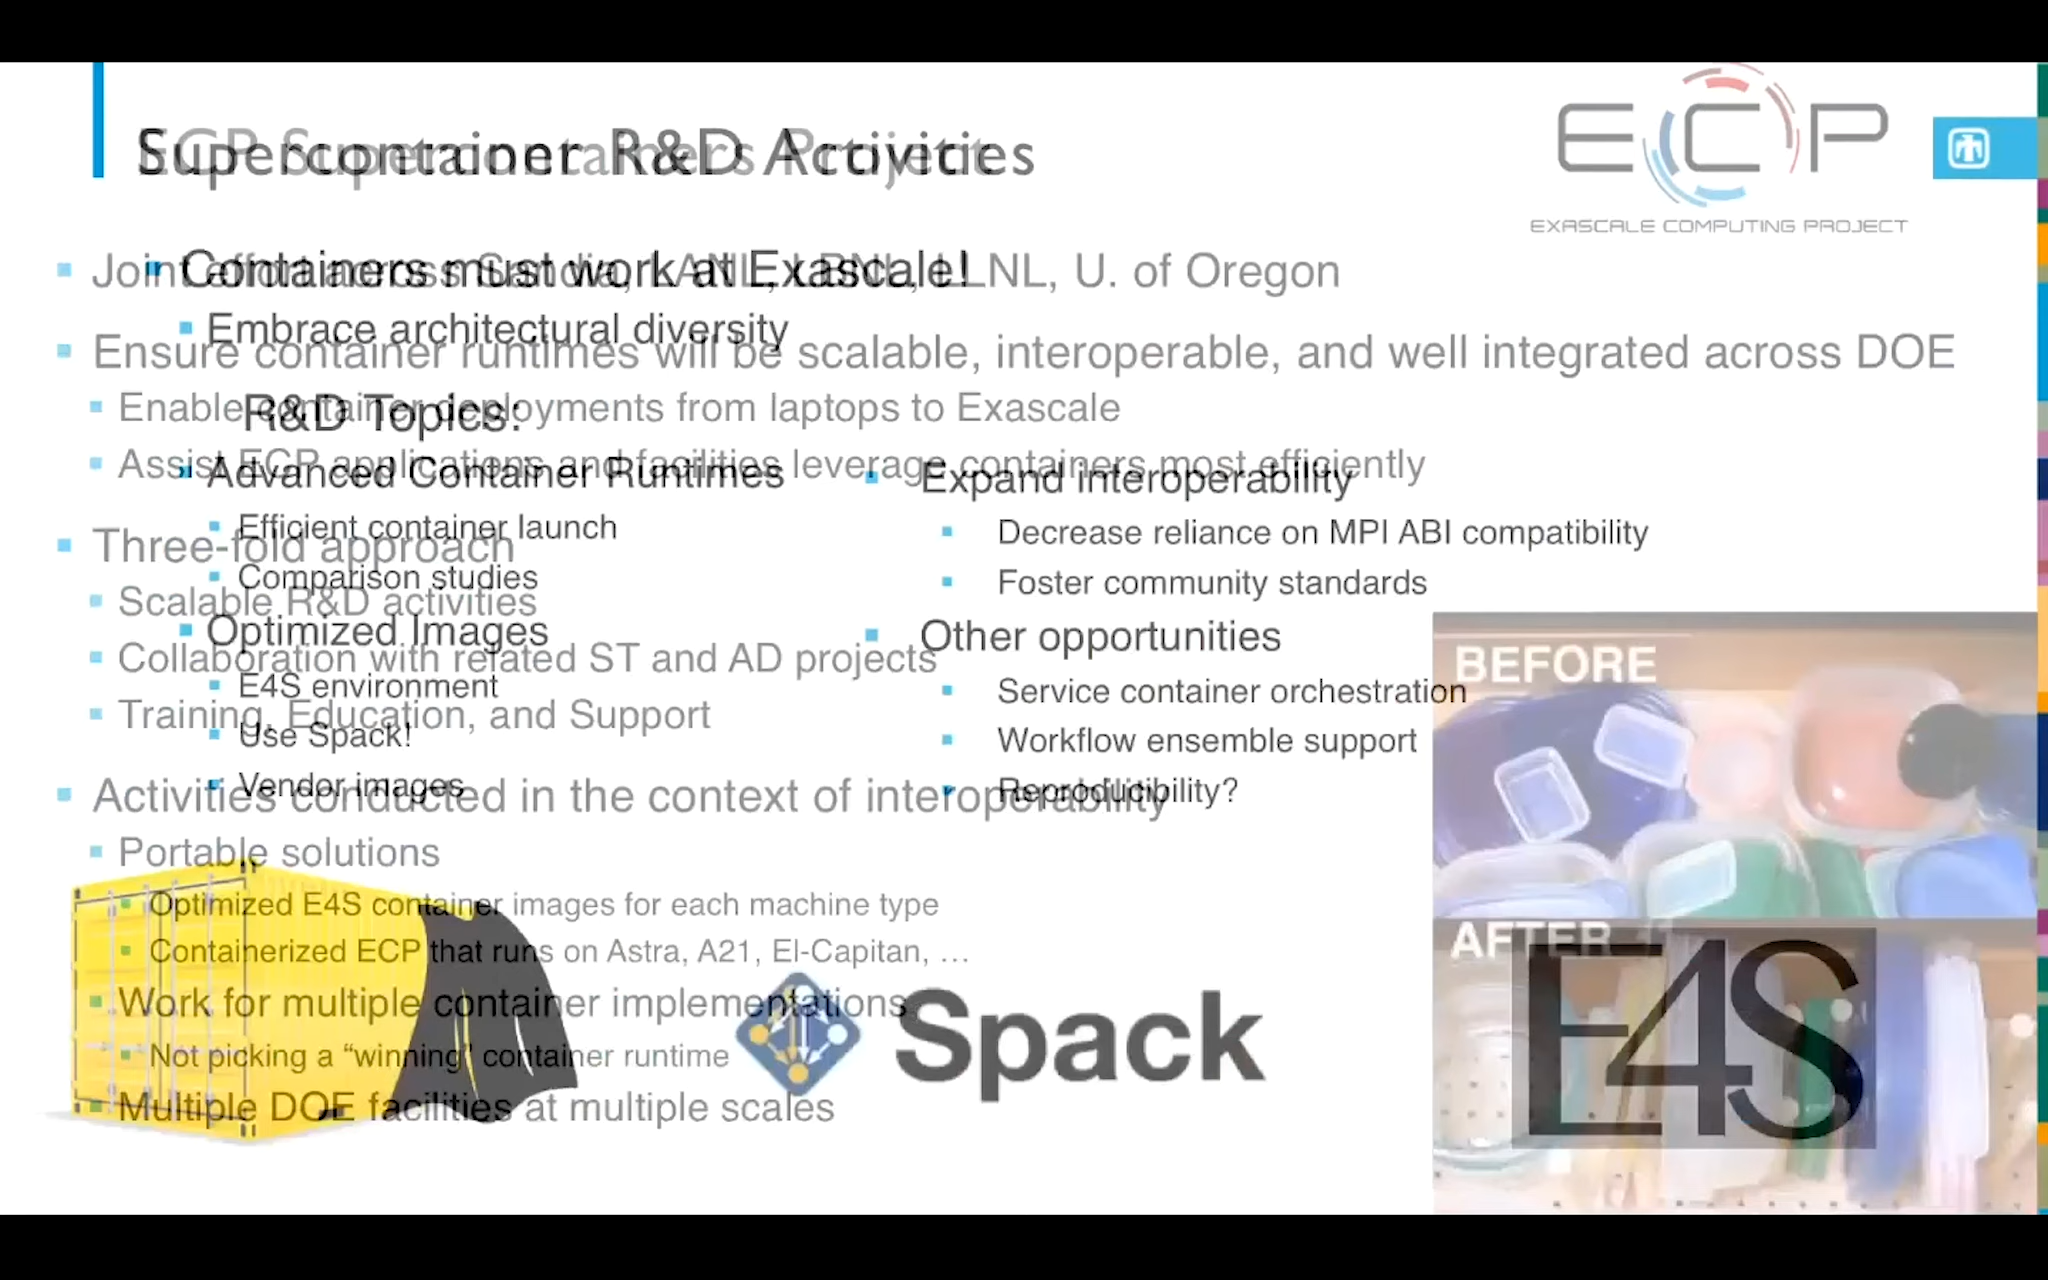 Supercontainer R&D Activities
Containers must work at Exascale!
Embrace architectural diversity
R&D Topics:
Advanced Container Runtimes
Efficient container launch
Comparison studies
Optimized Images
E4S environment
Use Spack!
Vendor images
Expand interoperability
Decrease reliance on MPI ABI compatibility
Foster community standards
Other opportunities
Service container orchestration
Workflow ensemble support
Reproducibility?
Spack
E4S
ECP
EXASCALE COMPUTING PROJECT
ECP Supercontainers Project
Joint effort across Sandia, LANL, LBNL, LLNL, U. of Oregon
Ensure container runtimes will be scalable, interoperable, and well integrated across DOE
Enable container deployments from laptops to Exascale
Assist ECP applications and facilities leverage containers most efficiently
Three-fold approach
Scalable R&D activities
Collaboration with related ST and AD projects
Training, Education, and Support
Activities conducted in the context of interoperability
Portable solutions
Optimized E4S container images for each machine type
Containerized ECP that runs on Astra, A21, El-Capitan, …
Work for multiple container implementations
Not picking a “winning” container runtime
Multiple DOE facilities at multiple scales
BEFORE
AFTER